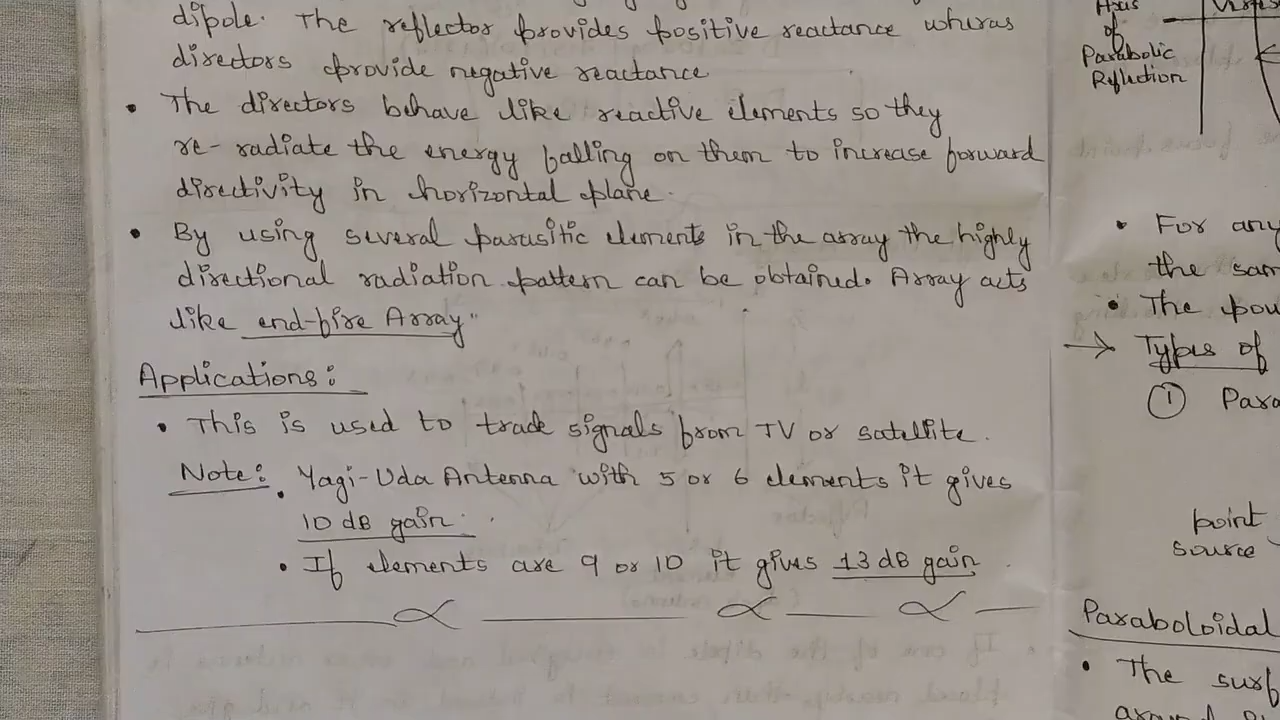 dipole. The reflector provides positive reactance wheras
directors provide negative reactance
• The directors behave like reactive elements so they
re-radiate the energy falling on them to increase forward
directivity in horizontal plane.
• By using several parasitic elements in the array the highly
directional radiation pattern can be obtained. Array acts
like end-fire Array"
Applications:
• This is used to trade signals from TV or satellite.
Note: • Yagi-Uda Antenna with 5 or 6 elements it gives
10 dB gain.
• If elements are 9 or 10 it gives 13 dB gain.
Axis
of
Parabolic
Reflection
• For any
the sam
• The pow
→ Types of
① Para
point
source
Paraboloidal
• The surf